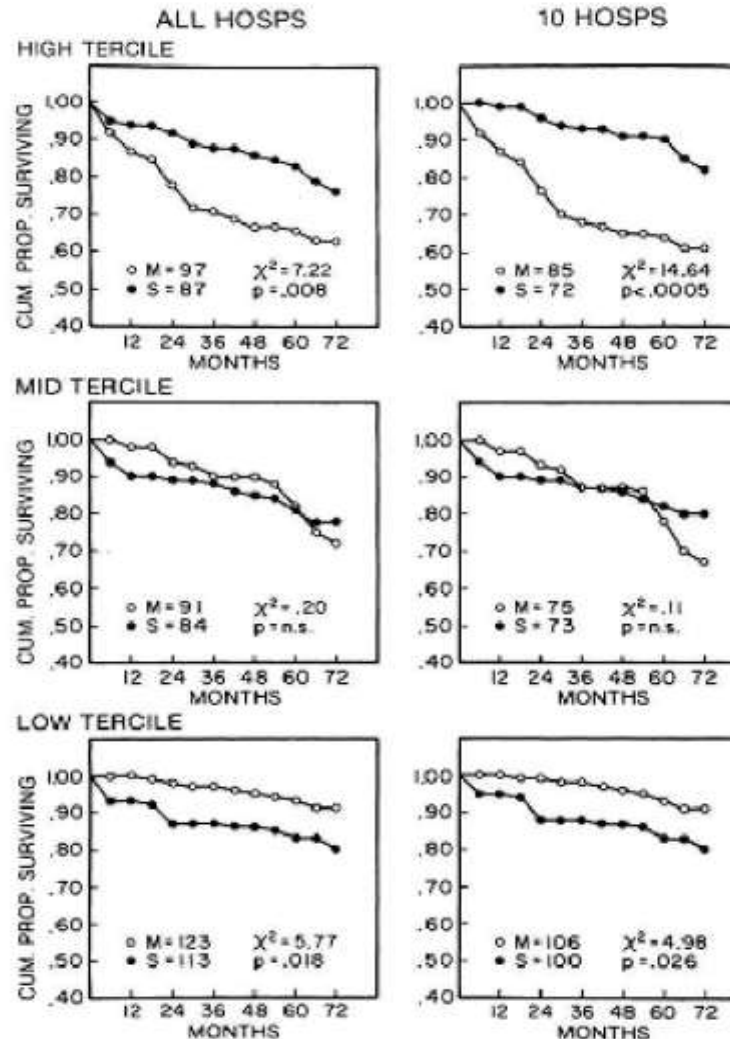 ALL HOSPS
10 HOSPS
HIGH TERCILE
CUM. PROP. SURVIVING
1.00
.90
.80
.70
.60
.50
.40
○ M = 97 χ² = 7.22
● S = 87 p = .008
12 24 36 48 60 72
MONTHS
1.00
.90
.80
.70
.60
.50
.40
○ M = 85 χ² = 14.64
● S = 72 p < .0005
12 24 36 48 60 72
MONTHS
MID TERCILE
CUM. PROP. SURVIVING
1.00
.90
.80
.70
.60
.50
.40
○ M = 91 χ² = .20
● S = 84 p = n.s.
12 24 36 48 60 72
MONTHS
1.00
.90
.80
.70
.60
.50
.40
○ M = 75 χ² = .11
● S = 73 p = n.s.
12 24 36 48 60 72
MONTHS
LOW TERCILE
CUM. PROP. SURVIVING
1.00
.90
.80
.70
.60
.50
.40
○ M = 123 χ² = 5.77
● S = 113 p = .018
12 24 36 48 60 72
MONTHS
1.00
.90
.80
.70
.60
.50
.40
○ M = 106 χ² = 4.98
● S = 100 p = .026
12 24 36 48 60 72
MONTHS